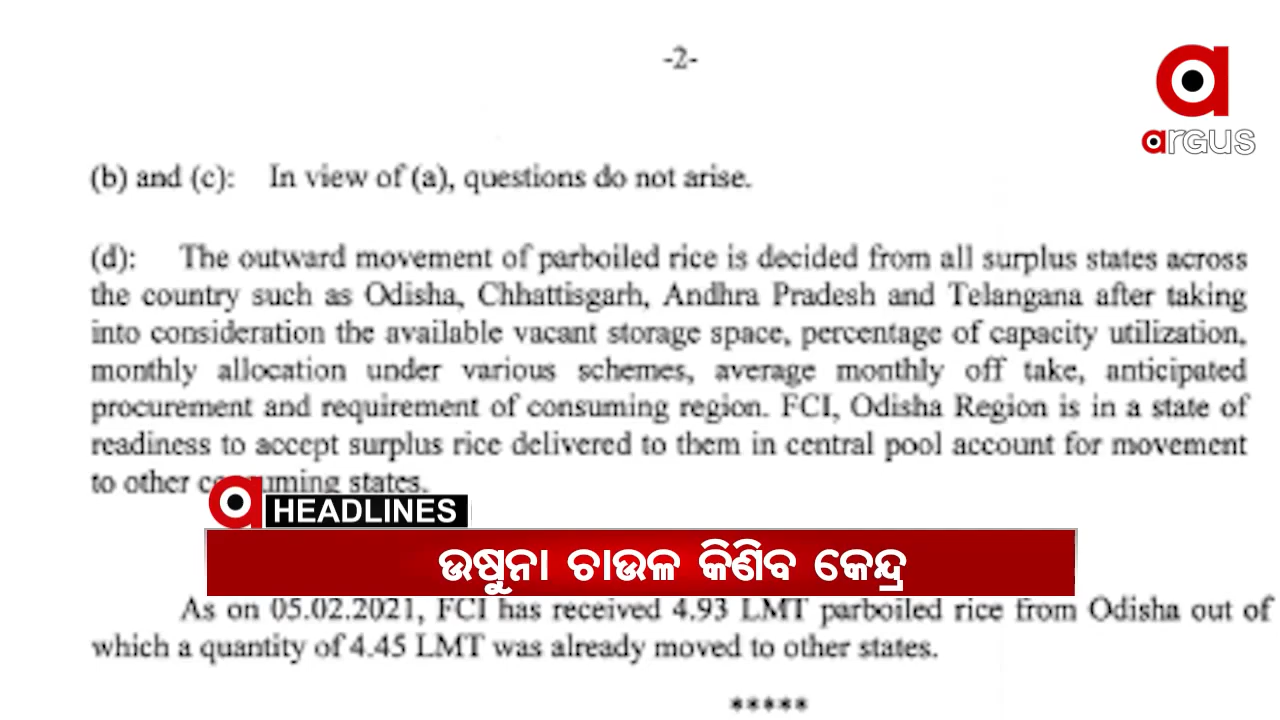 -2-
argus
(b) and (c): In view of (a), questions do not arise.
(d): The outward movement of parboiled rice is decided from all surplus states across
the country such as Odisha, Chhattisgarh, Andhra Pradesh and Telangana after taking
into consideration the available vacant storage space, percentage of capacity utilization,
monthly allocation under various schemes, average monthly off take, anticipated
procurement and requirement of consuming region. FCI, Odisha Region is in a state of
readiness to accept surplus rice delivered to them in central pool account for movement
to other consuming states.
HEADLINES
ଉଷୁନା ଚାଉଳ କିଣିବ କେନ୍ଦ୍ର
As on 05.02.2021, FCI has received 4.93 LMT parboiled rice from Odisha out of
which a quantity of 4.45 LMT was already moved to other states.
*****